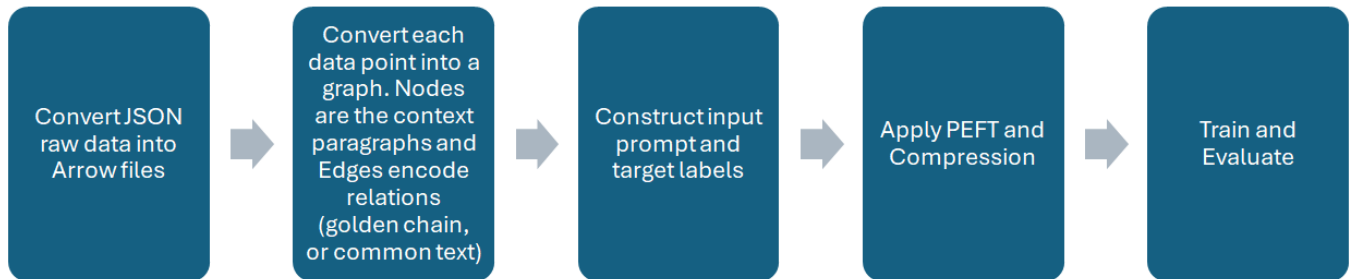 Convert JSON
raw data into
Arrow files
Convert each
data point into a
graph. Nodes
are the context
paragraphs and
Edges encode
relations
(golden chain,
or common text)
Construct input
prompt and
target labels
Apply PEFT and
Compression
Train and
Evaluate